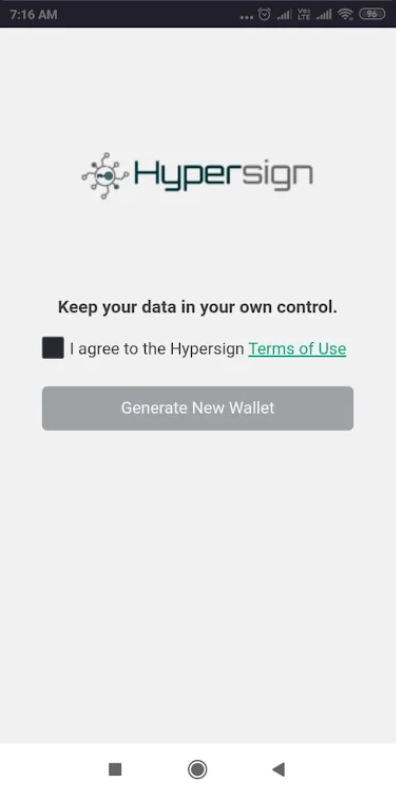 7:16 AM
Vo
LTE
96
Hypersign
Keep your data in your own control.
I agree to the Hypersign Terms of Use
Generate New Wallet